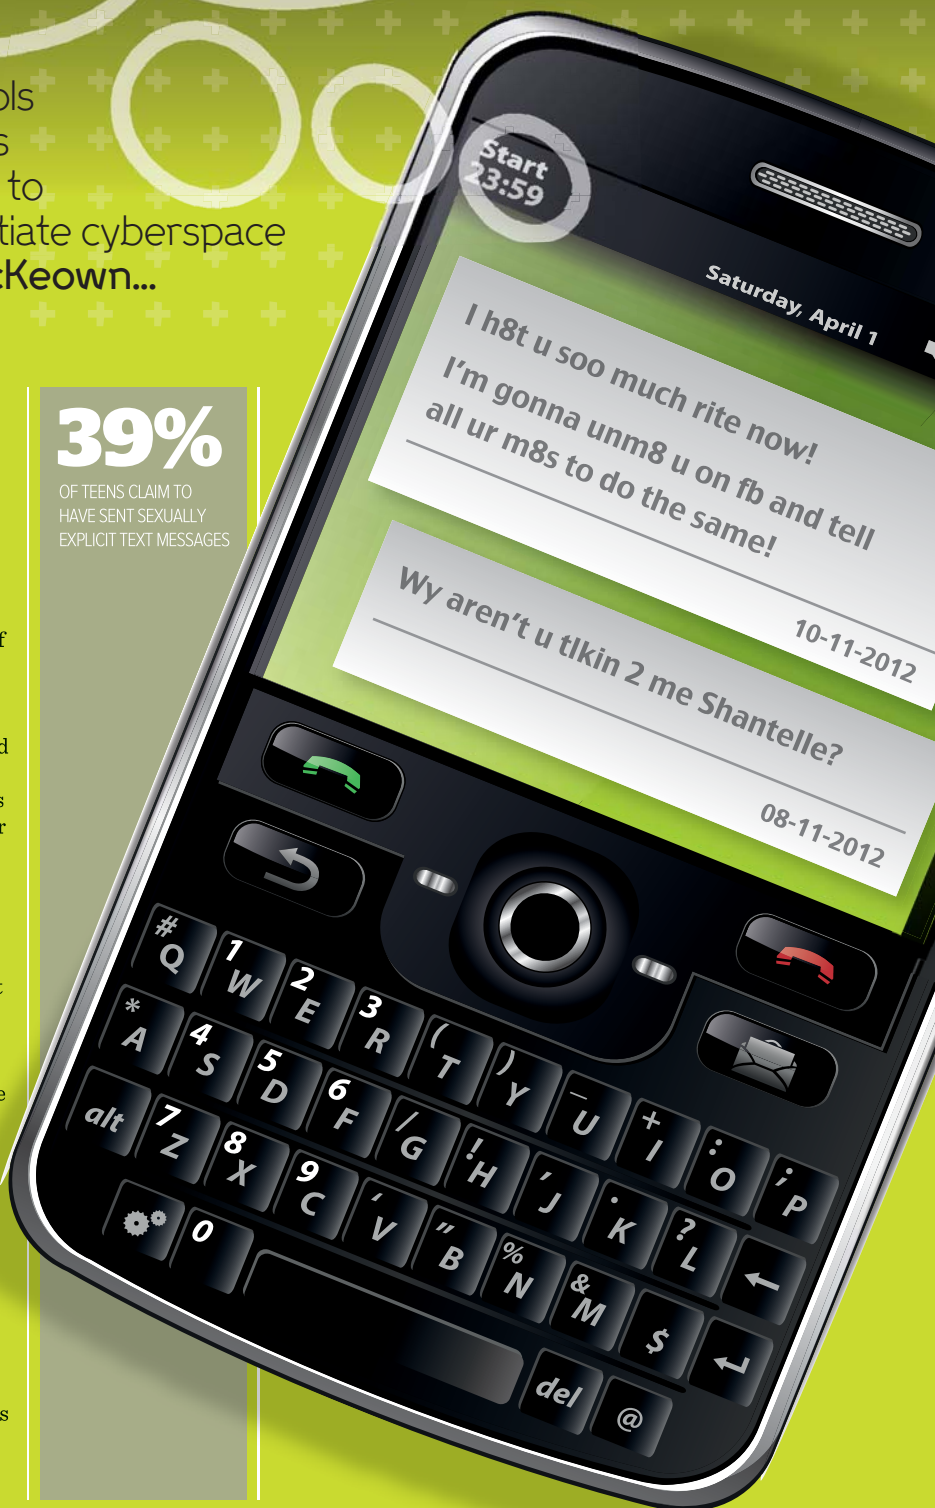 to
cyberspace
39%
OF TEENS CLAIM TO
HAVE SENT SEXUALLY
EXPLICIT TEXT MESSAGES
Start
23:59
Saturday, April 1
I h8t u soo much rite now!
I'm gonna unm8 u on fb and tell
all ur m8s to do the same!
10-11-2012
Wy aren't u tlkin 2 me Shantelle?
08-11-2012
# Q 1 W 2 E 3 R ( T ) Y _ U + I : O ; P
* A 4 S 5 D 6 F / G ! H ' J . K ? L
alt 7 Z 8 X 9 C ‘ V " B % N & M $
0 del @